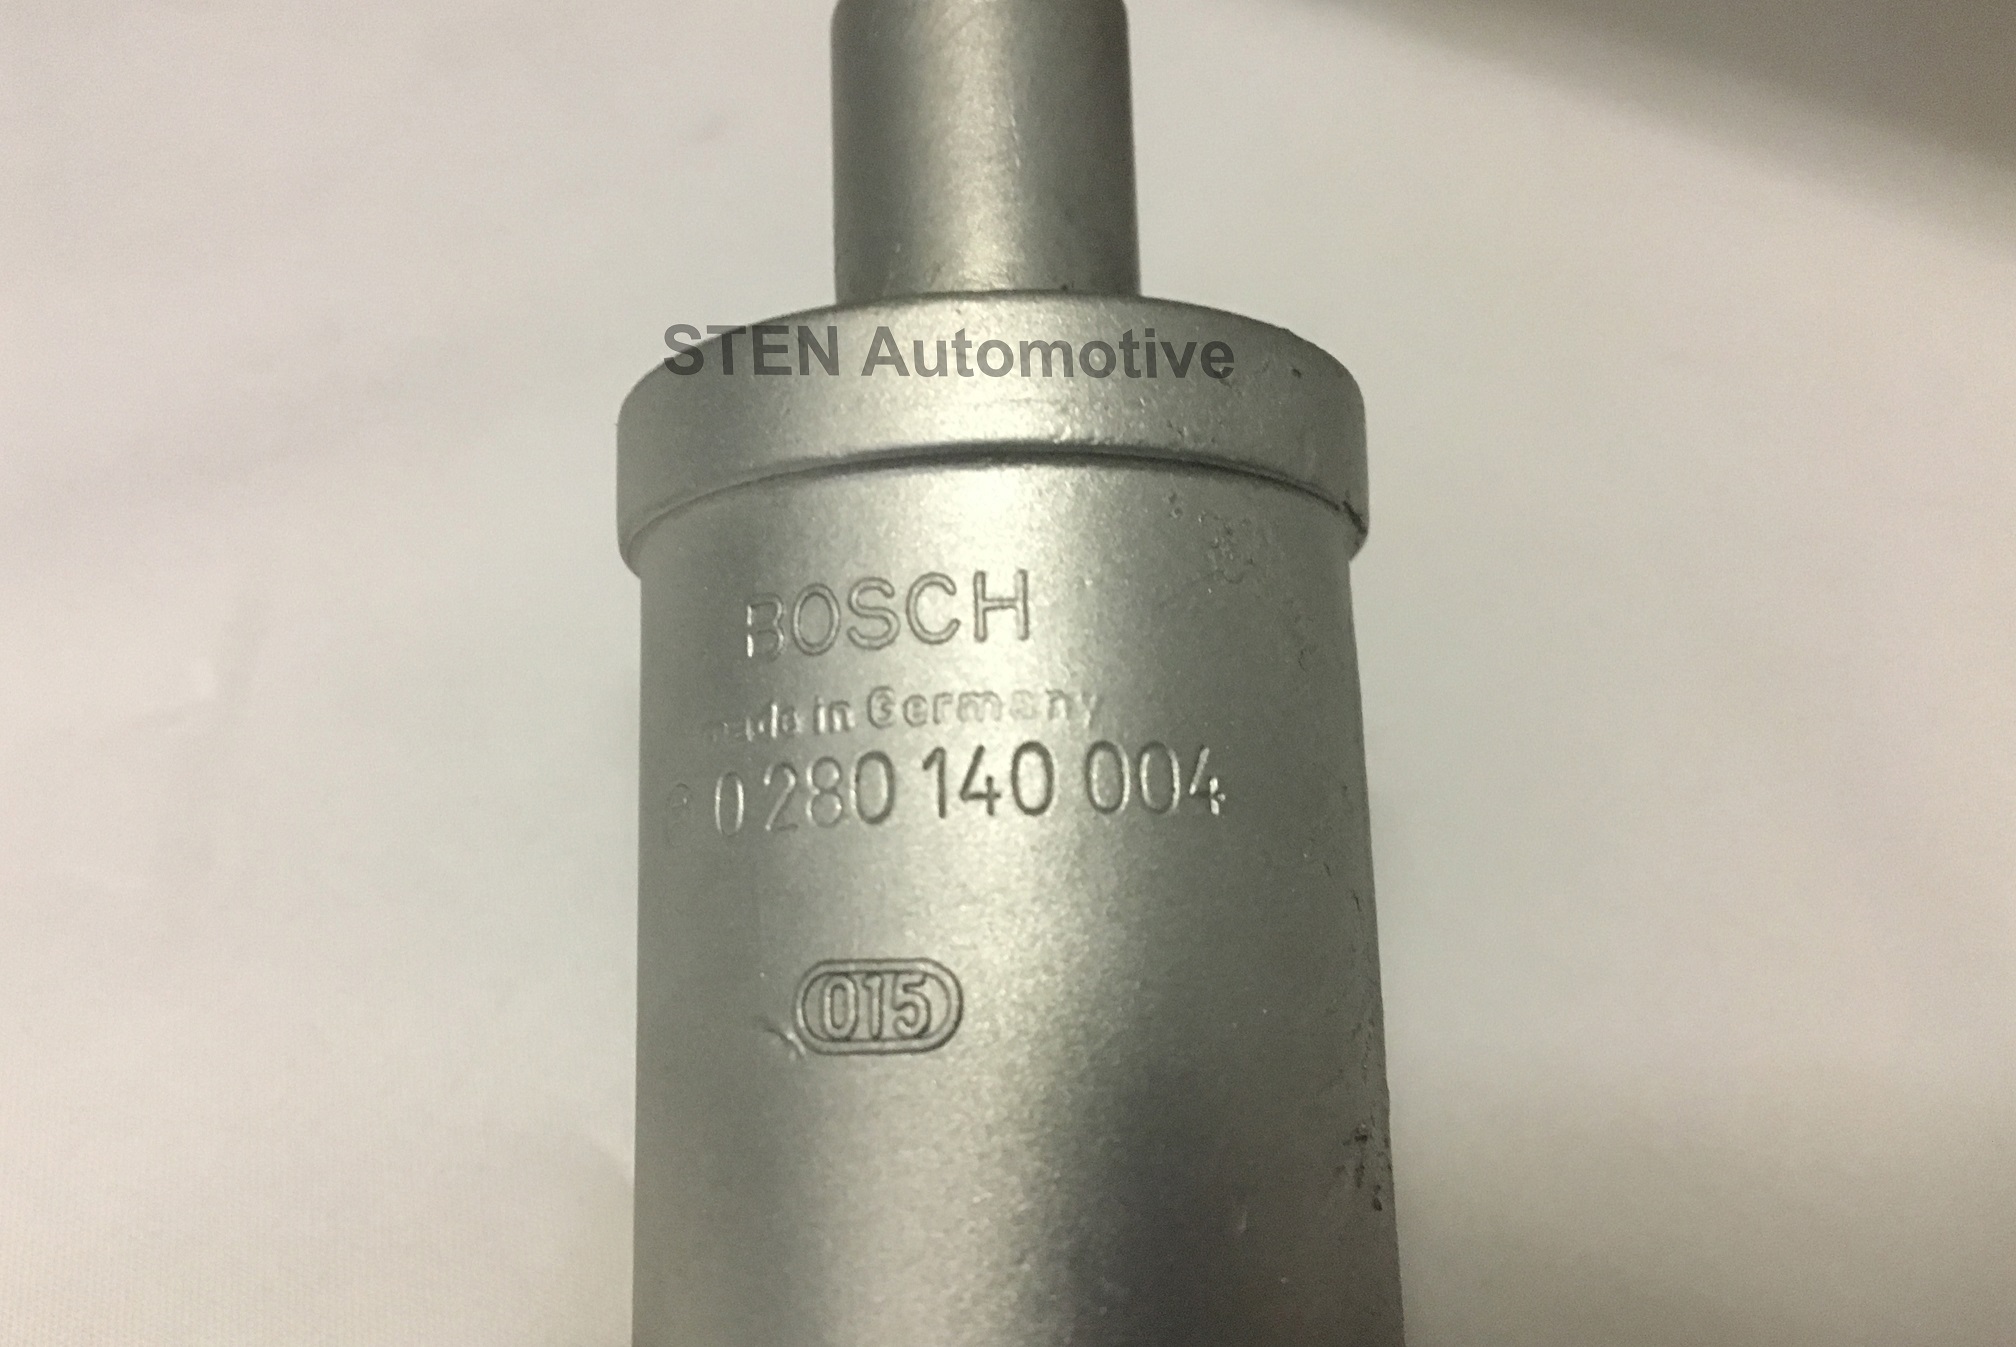 STEN Automotive
BOSCH
made in Germany
0 280 140 004
015